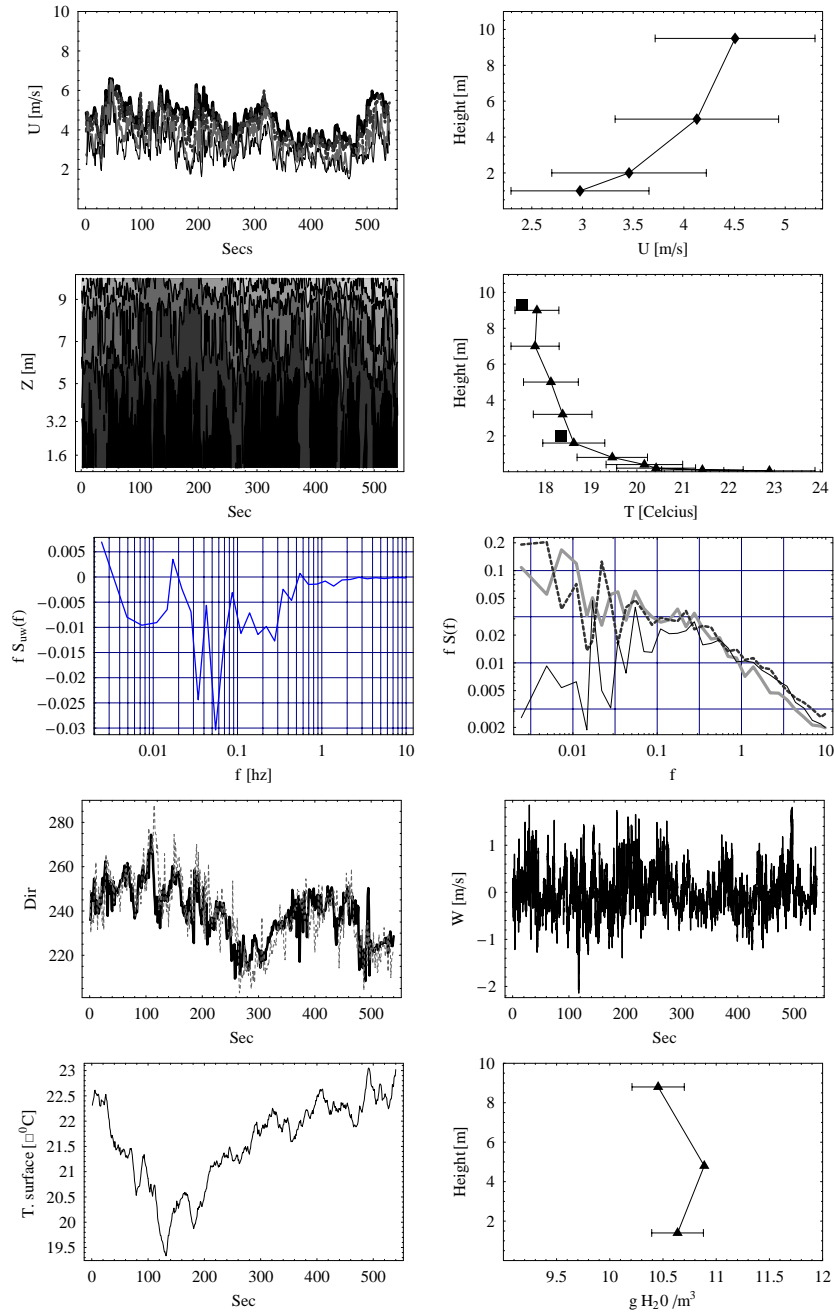 10
8
6
4
2
U [m/s]
0 100 200 300 400 500
Secs
10
8
6
4
2
Height [m]
2.5 3 3.5 4 4.5 5
U [m/s]
9
7
5
3.2
1.6
Z [m]
0 100 200 300 400 500
Sec
10
8
6
4
2
Height [m]
18 19 20 21 22 23 24
T [Celcius]
0.005
0
−0.005
−0.01
−0.015
−0.02
−0.025
−0.03
f Suw(f)
0.01 0.1 1 10
f [hz]
0.2
0.1
0.05
0.02
0.01
0.005
0.002
f S(f)
0.01 0.1 1 10
f
280
260
240
220
Dir
0 100 200 300 400 500
Sec
1
0
−1
−2
W [m/s]
0 100 200 300 400 500
Sec
23
22.5
22
21.5
21
20.5
20
19.5
T. surface [□⁰C]
0 100 200 300 400 500
Sec
10
8
6
4
2
Height [m]
9.5 10 10.5 11 11.5 12
g H₂0 /m³